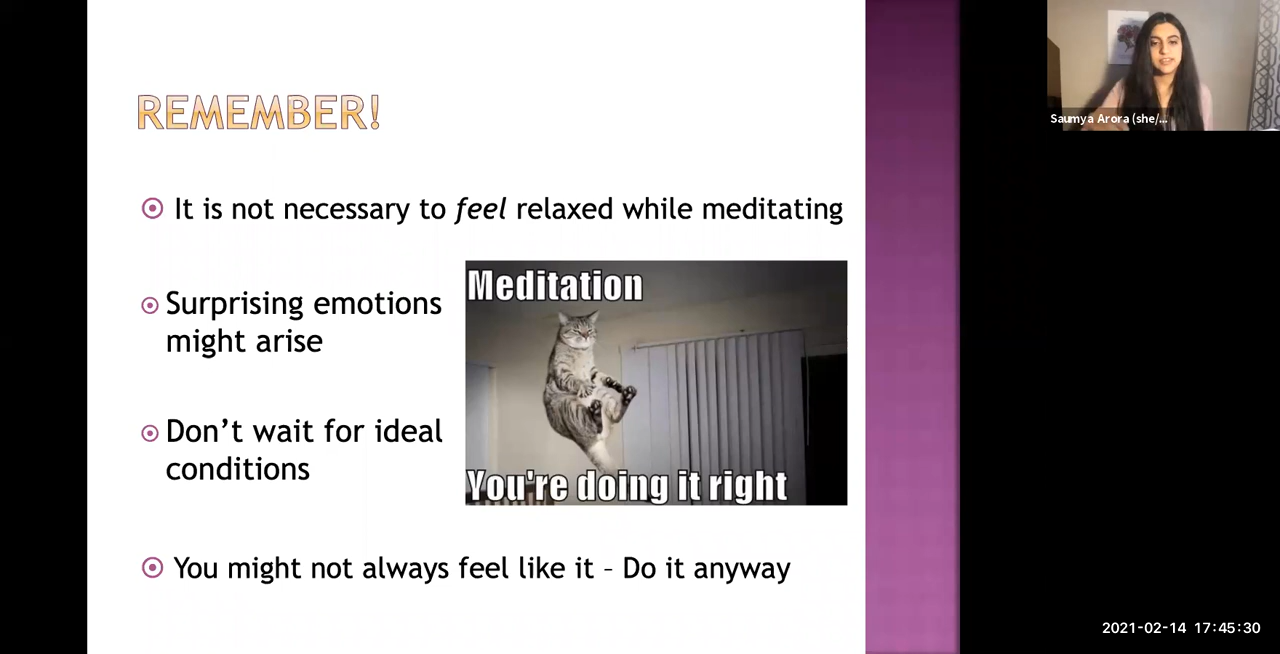 REMEMBER!
It is not necessary to feel relaxed while meditating
Surprising emotions
might arise
Meditation
You're doing it right
Don’t wait for ideal
conditions
You might not always feel like it – Do it anyway
Saumya Arora (she/...
2021-02-14 17:45:30